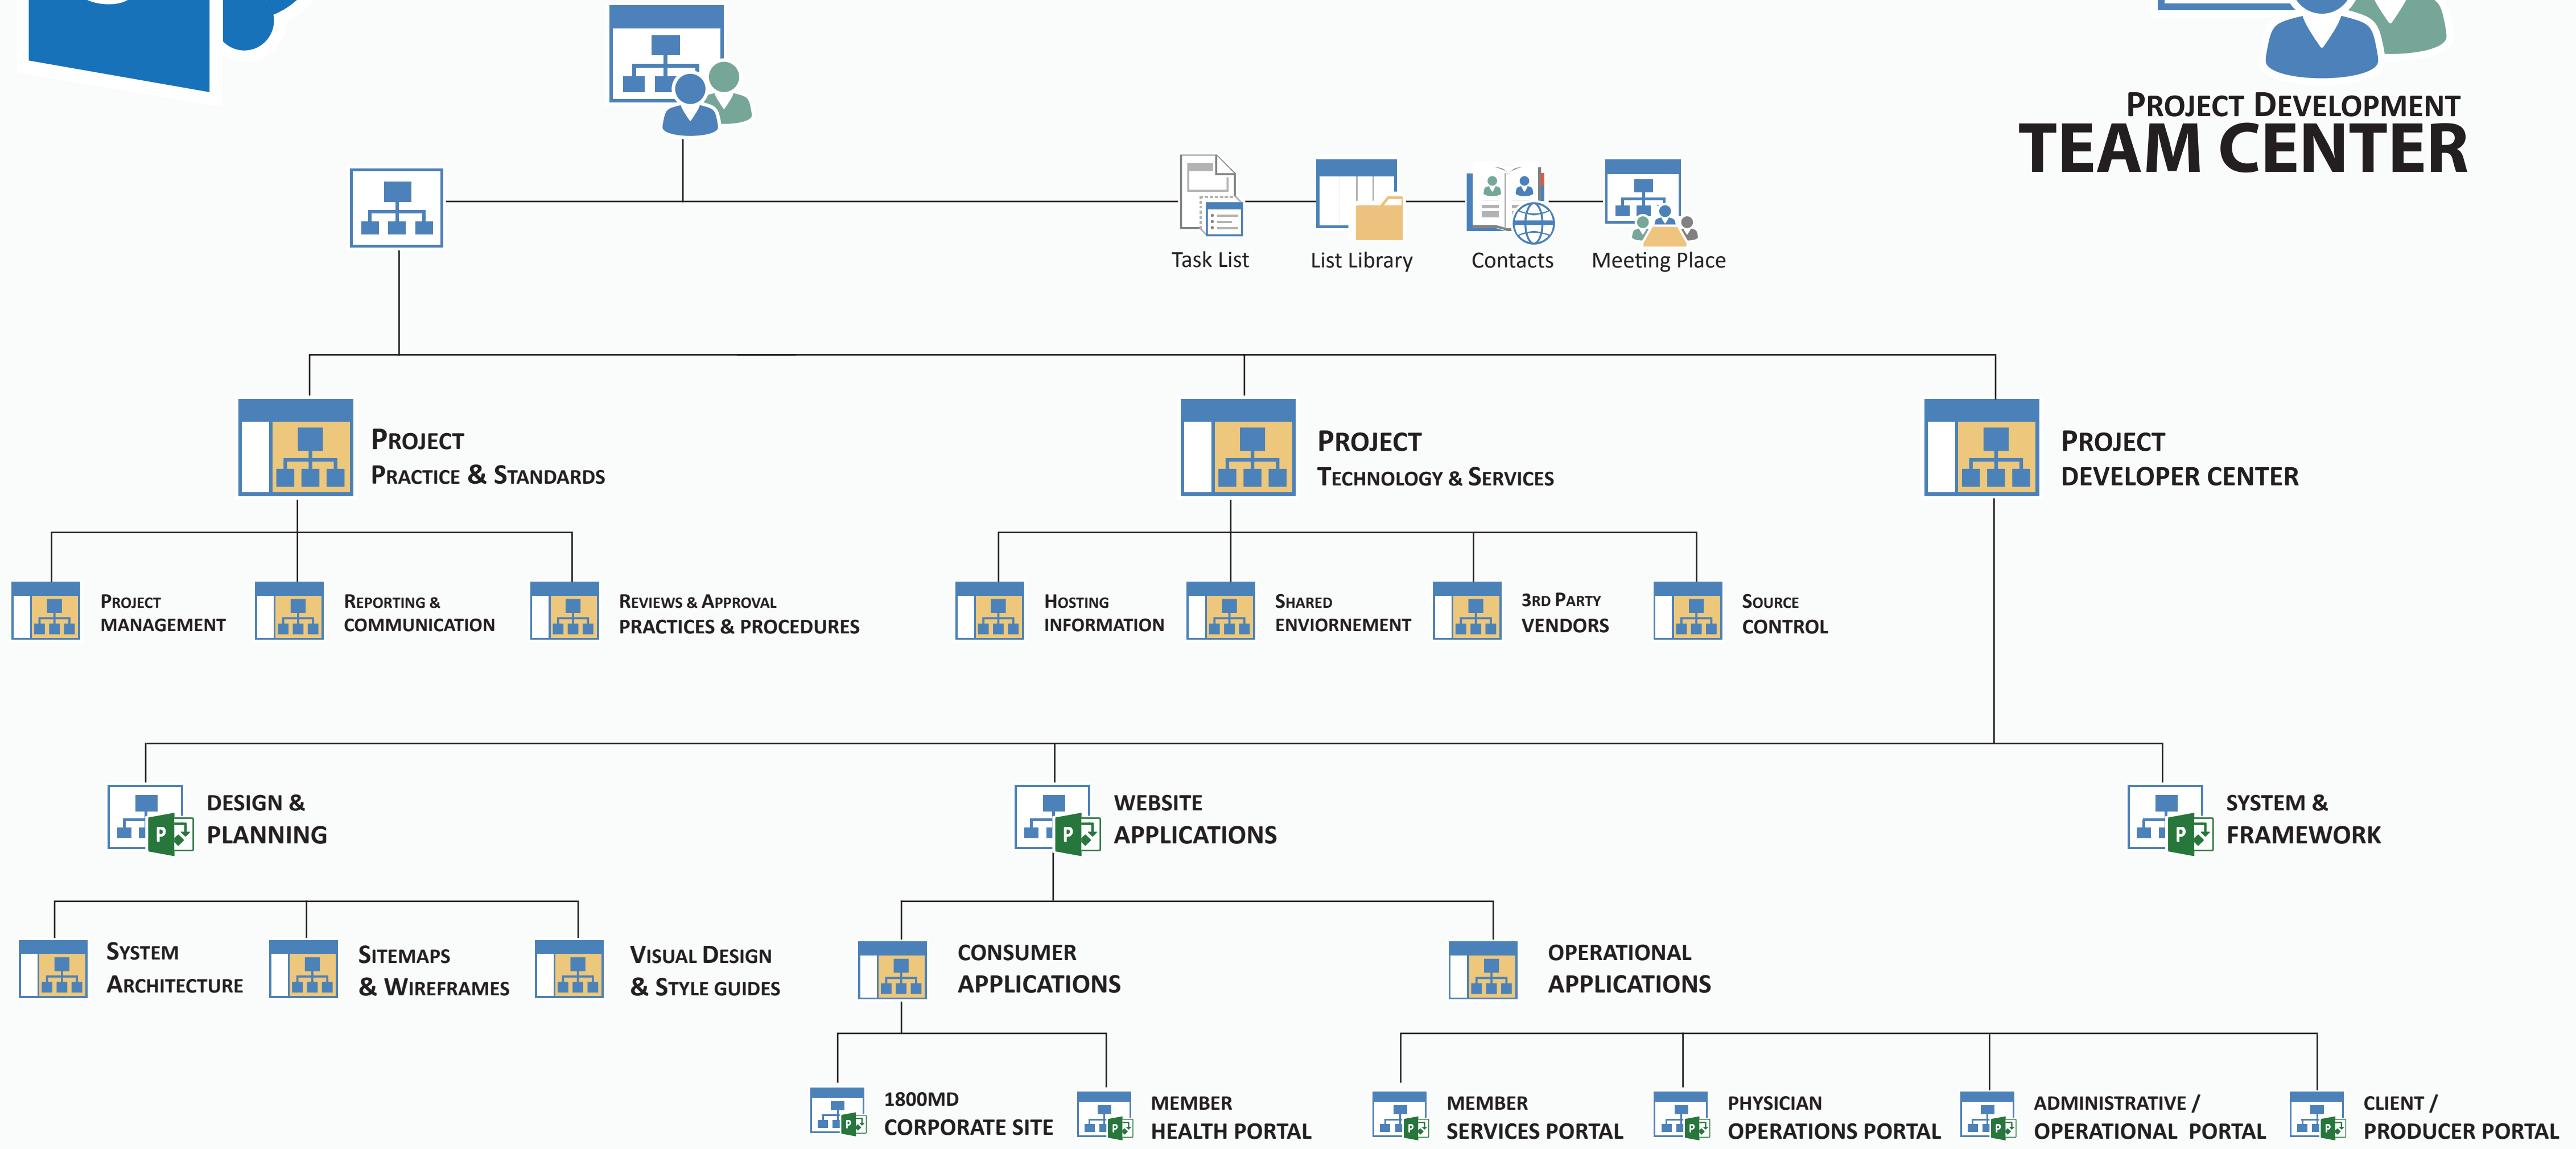 PROJECT DEVELOPMENT
TEAM CENTER
Task List
List Library
Contacts
Meeting Place
PROJECT
PRACTICE & STANDARDS
PROJECT
TECHNOLOGY & SERVICES
PROJECT
DEVELOPER CENTER
PROJECT
MANAGEMENT
REPORTING &
COMMUNICATION
REVIEWS & APPROVAL
PRACTICES & PROCEDURES
HOSTING
INFORMATION
SHARED
ENVIORNEMENT
3RD PARTY
VENDORS
SOURCE
CONTROL
DESIGN &
PLANNING
P
WEBSITE
APPLICATIONS
P
SYSTEM &
FRAMEWORK
P
SYSTEM
ARCHITECTURE
SITEMAPS
& WIREFRAMES
VISUAL DESIGN
& STYLE GUIDES
CONSUMER
APPLICATIONS
OPERATIONAL
APPLICATIONS
1800MD
CORPORATE SITE
P
MEMBER
HEALTH PORTAL
P
MEMBER
SERVICES PORTAL
P
PHYSICIAN
OPERATIONS PORTAL
P
ADMINISTRATIVE /
OPERATIONAL PORTAL
P
CLIENT /
PRODUCER PORTAL
P